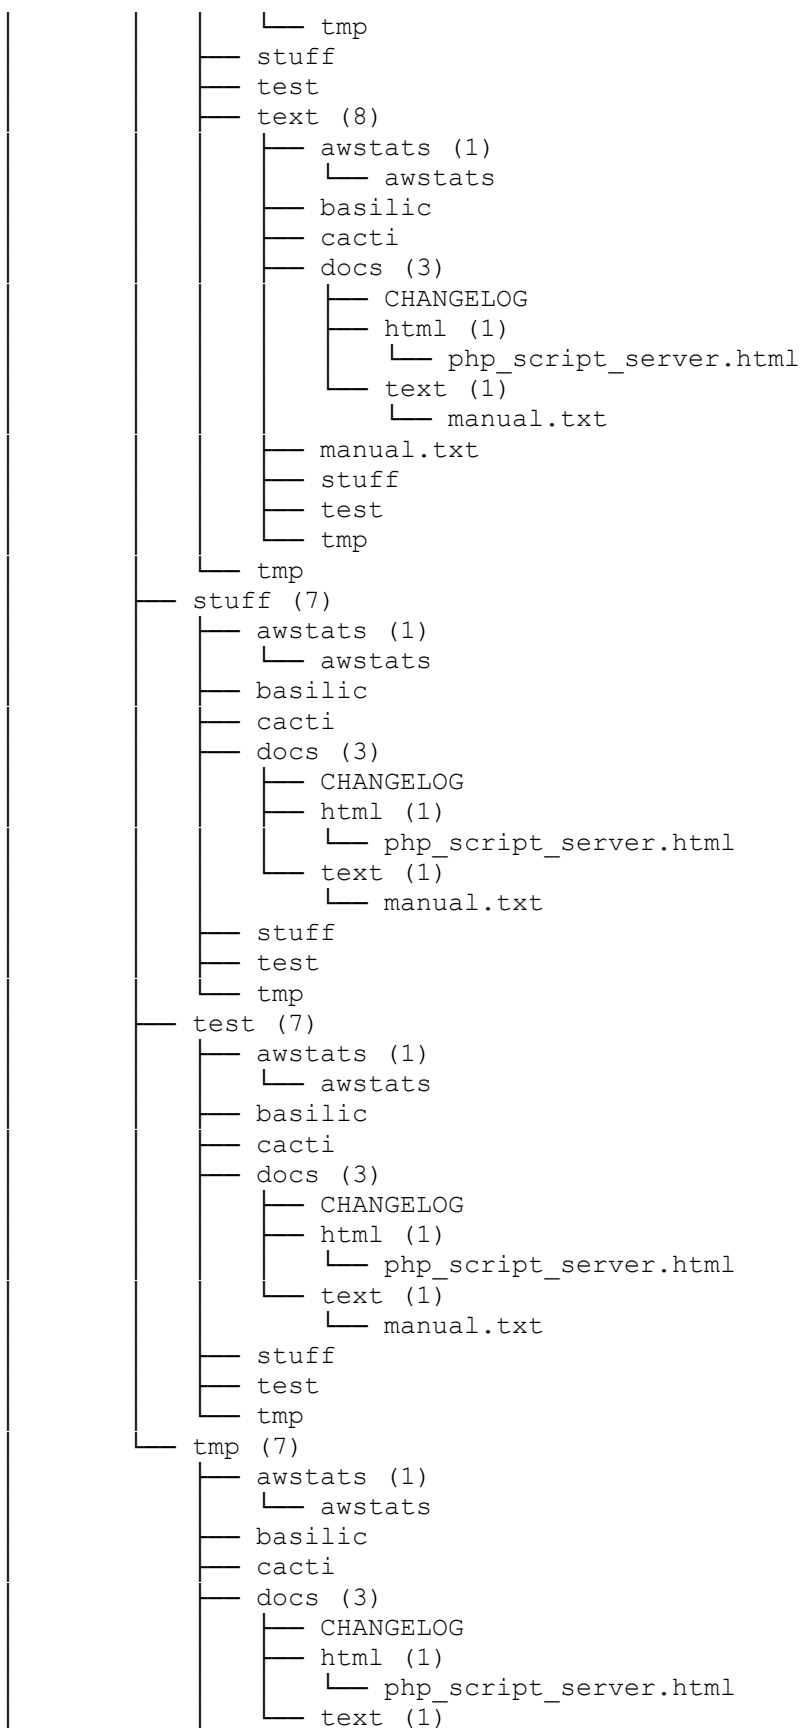 │       │   │   └── tmp
│       │   ├── stuff
│       │   ├── test
│       │   ├── text (8)
│       │   │   ├── awstats (1)
│       │   │   │   └── awstats
│       │   │   ├── basilic
│       │   │   ├── cacti
│       │   │   ├── docs (3)
│       │   │   │   ├── CHANGELOG
│       │   │   │   ├── html (1)
│       │   │   │   │   └── php_script_server.html
│       │   │   │   └── text (1)
│       │   │   │       └── manual.txt
│       │   │   ├── manual.txt
│       │   │   ├── stuff
│       │   │   ├── test
│       │   │   └── tmp
│       │   └── tmp
│       ├── stuff (7)
│       │   ├── awstats (1)
│       │   │   └── awstats
│       │   ├── basilic
│       │   ├── cacti
│       │   ├── docs (3)
│       │   │   ├── CHANGELOG
│       │   │   ├── html (1)
│       │   │   │   └── php_script_server.html
│       │   │   └── text (1)
│       │   │       └── manual.txt
│       │   ├── stuff
│       │   ├── test
│       │   └── tmp
│       ├── test (7)
│       │   ├── awstats (1)
│       │   │   └── awstats
│       │   ├── basilic
│       │   ├── cacti
│       │   ├── docs (3)
│       │   │   ├── CHANGELOG
│       │   │   ├── html (1)
│       │   │   │   └── php_script_server.html
│       │   │   └── text (1)
│       │   │       └── manual.txt
│       │   ├── stuff
│       │   ├── test
│       │   └── tmp
│       └── tmp (7)
│           ├── awstats (1)
│           │   └── awstats
│           ├── basilic
│           ├── cacti
│           ├── docs (3)
│           │   ├── CHANGELOG
│           │   ├── html (1)
│           │   │   └── php_script_server.html
│           │   └── text (1)